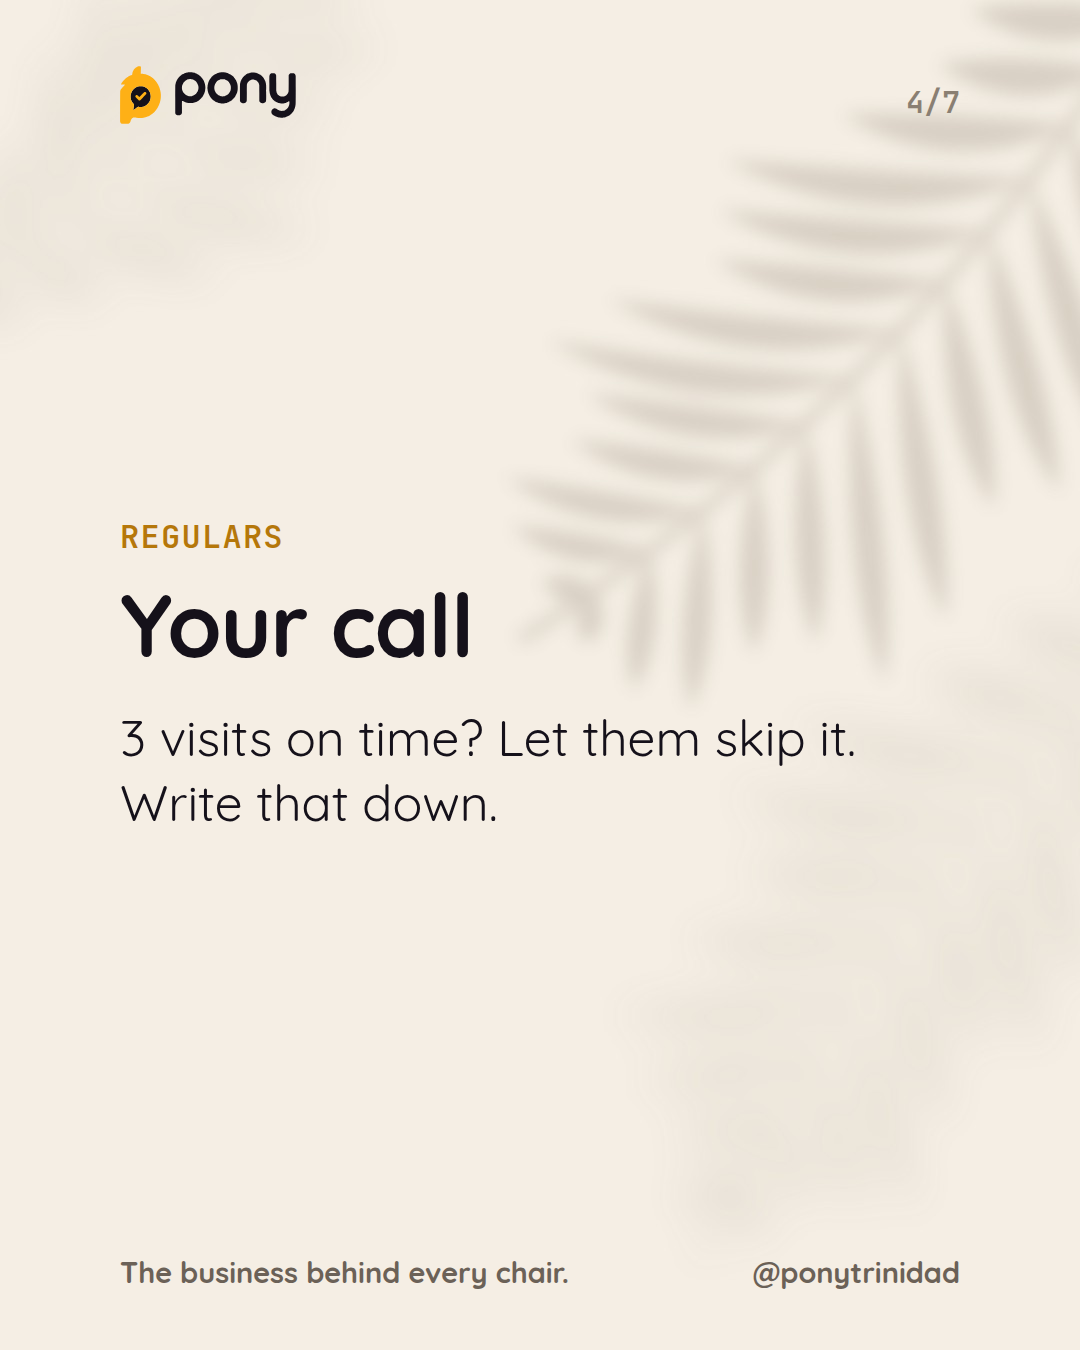 pony
4/7
REGULARS
Your call
3 visits on time? Let them skip it.
Write that down.
The business behind every chair.
@ponytrinidad